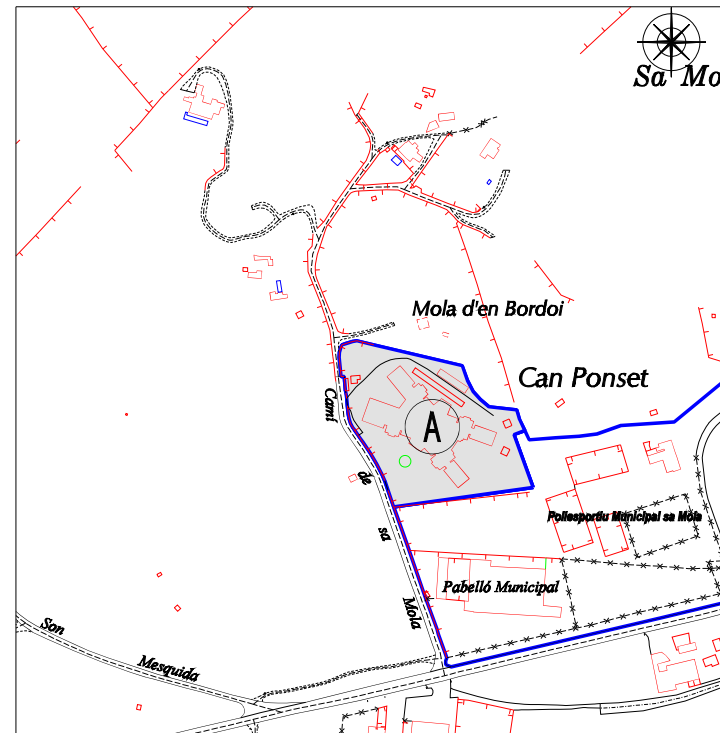 Sa Mo
Mola d'en Bordoi
Can Ponset
Camí
A
de
sa
Poliesportiu Municipal sa Mola
Pabelló Municipal
Mola
Son
Mesquida